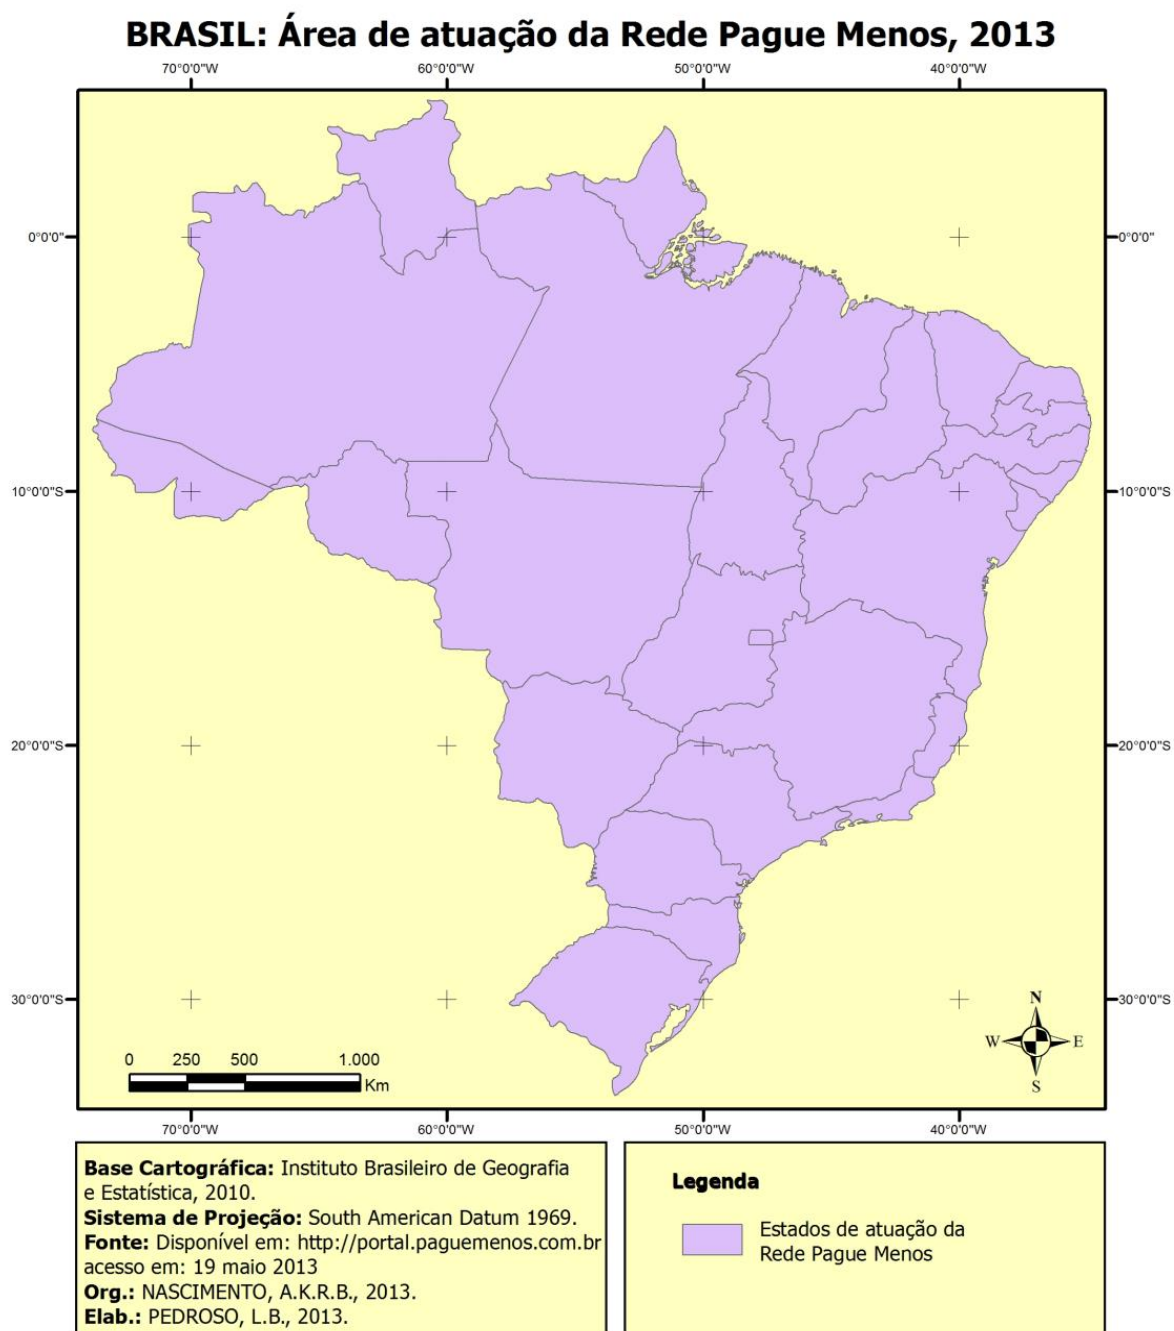 BRASIL: Área de atuação da Rede Pague Menos, 2013
70°0'0"W 60°0'0"W 50°0'0"W 40°0'0"W
0°0'0" 0°0'0"
10°0'0"S 10°0'0"S
20°0'0"S 20°0'0"S
30°0'0"S 30°0'0"S
N
W E
S
0 250 500 1.000
Km
70°0'0"W 60°0'0"W 50°0'0"W 40°0'0"W
Base Cartográfica: Instituto Brasileiro de Geografia
e Estatística, 2010.
Sistema de Projeção: South American Datum 1969.
Fonte: Disponível em: http://portal.paguemenos.com.br
acesso em: 19 maio 2013
Org.: NASCIMENTO, A.K.R.B., 2013.
Elab.: PEDROSO, L.B., 2013.
Legenda
Estados de atuação da
Rede Pague Menos